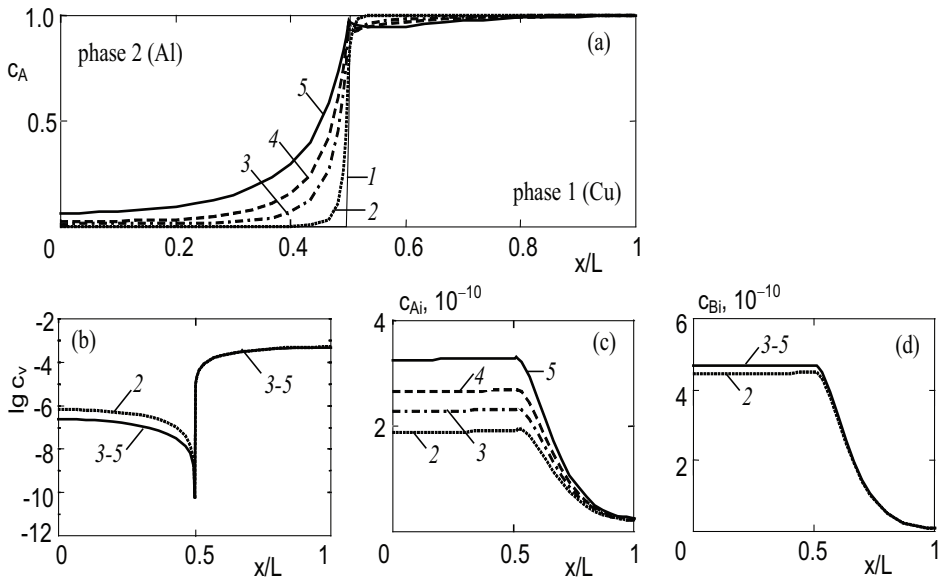 1.0
phase 2 (Al)
(a)
c_A
5
0.5
4
3
1
phase 1 (Cu)
2
0 0.2 0.4 0.6 0.8 1
x/L
-2
(b)
-4
lg c_v
-6
2
3-5
-8
3-5
-10
-12
0 0.5 1
x/L
c_Ai, 10^–10
4
(c)
5
4
2
2
3
0 0.5 1
x/L
c_Bi, 10^–10
6
(d)
3-5
4
2
2
0 0.5 1
x/L